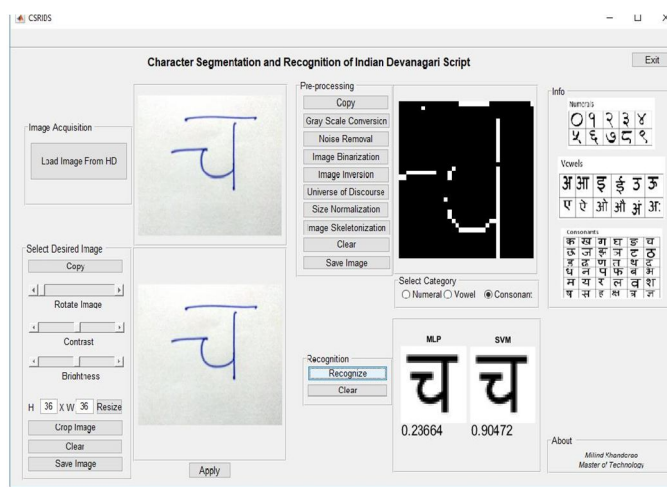 CSRIDS
Character Segmentation and Recognition of Indian Devanagari Script
Exit
Image Acquisition
Load Image From HD
च
Select Desired Image
Copy
Rotate Image
Contrast
Brightness
H 36 X W 36 Resize
Crop Image
Clear
Save Image
च
Apply
Pre-processing
Copy
Gray Scale Conversion
Noise Removal
Image Binarization
Image Inversion
Universe of Discourse
Size Normalization
Image Skeletonization
Clear
Save Image
Select Category
Numeral Vowel Consonant
Recognition
Recognize
Clear
MLP SVM
च च
0.23664 0.90472
Info
Numerals
० १ २ ३ ४
५ ६ ७ ८ ९
Vowels
अ आ इ ई उ ऊ
ए ऐ ओ औ अं अः
Consonants
क ख ग घ ङ च
म य र ल व श
About
Milind Khanderao
Master of Technology